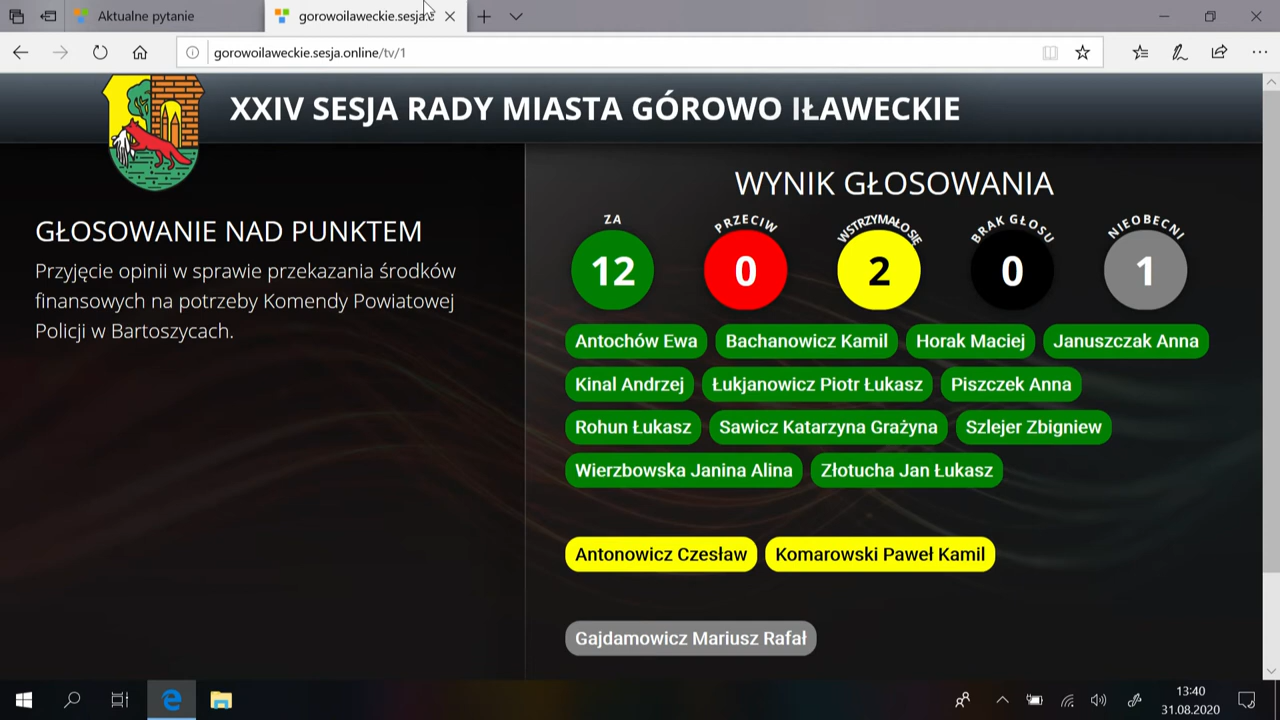 Aktualne pytanie
gorowoilaweckie.sesja.c
gorowoilaweckie.sesja.online/tv/1
XXIV SESJA RADY MIASTA GÓROWO IŁAWECKIE
GŁOSOWANIE NAD PUNKTEM
Przyjęcie opinii w sprawie przekazania środków
finansowych na potrzeby Komendy Powiatowej
Policji w Bartoszycach.
WYNIK GŁOSOWANIA
ZA PRZECIW WSTRZYMAŁO SIĘ BRAK GŁOSU NIEOBECNI
12 0 2 0 1
Antochów Ewa Bachanowicz Kamil Horak Maciej Januszczak Anna
Kinal Andrzej Łukjanowicz Piotr Łukasz Piszczek Anna
Rohun Łukasz Sawicz Katarzyna Grażyna Szlejer Zbigniew
Wierzbowska Janina Alina Złotucha Jan Łukasz
Antonowicz Czesław Komarowski Paweł Kamil
Gajdamowicz Mariusz Rafał
13:40
31.08.2020